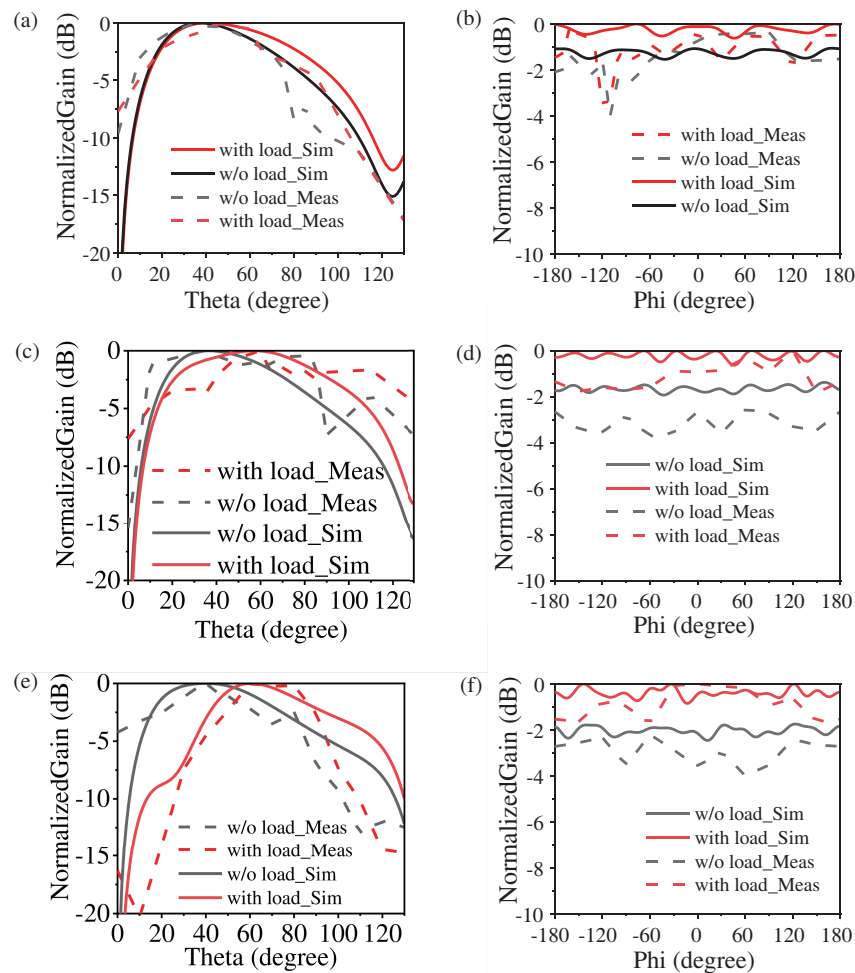 (a)
NormalizedGain (dB)
0
-5
-10
-15
-20
with load_Sim
w/o load_Sim
w/o load_Meas
with load_Meas
0 20 40 60 80 100 120
Theta (degree)
(b)
NormalizedGain (dB)
0
-2
-4
-6
-8
-10
with load_Meas
w/o load_Meas
with load_Sim
w/o load_Sim
-180 -120 -60 0 60 120 180
Phi (degree)
(c)
NormalizedGain (dB)
0
-5
-10
-15
-20
with load_Meas
w/o load_Meas
w/o load_Sim
with load_Sim
0 20 40 60 80 100 120
Theta (degree)
(d)
NormalizedGain (dB)
0
-2
-4
-6
-8
-10
w/o load_Sim
with load_Sim
w/o load_Meas
with load_Meas
-180 -120 -60 0 60 120 180
Phi (degree)
(e)
NormalizedGain (dB)
0
-5
-10
-15
-20
w/o load_Meas
with load_Meas
w/o load_Sim
with load_Sim
0 20 40 60 80 100 120
Theta (degree)
(f)
NormalizedGain (dB)
0
-2
-4
-6
-8
-10
w/o load_Sim
with load_Sim
w/o load_Meas
with load_Meas
-180 -120 -60 0 60 120 180
Phi (degree)